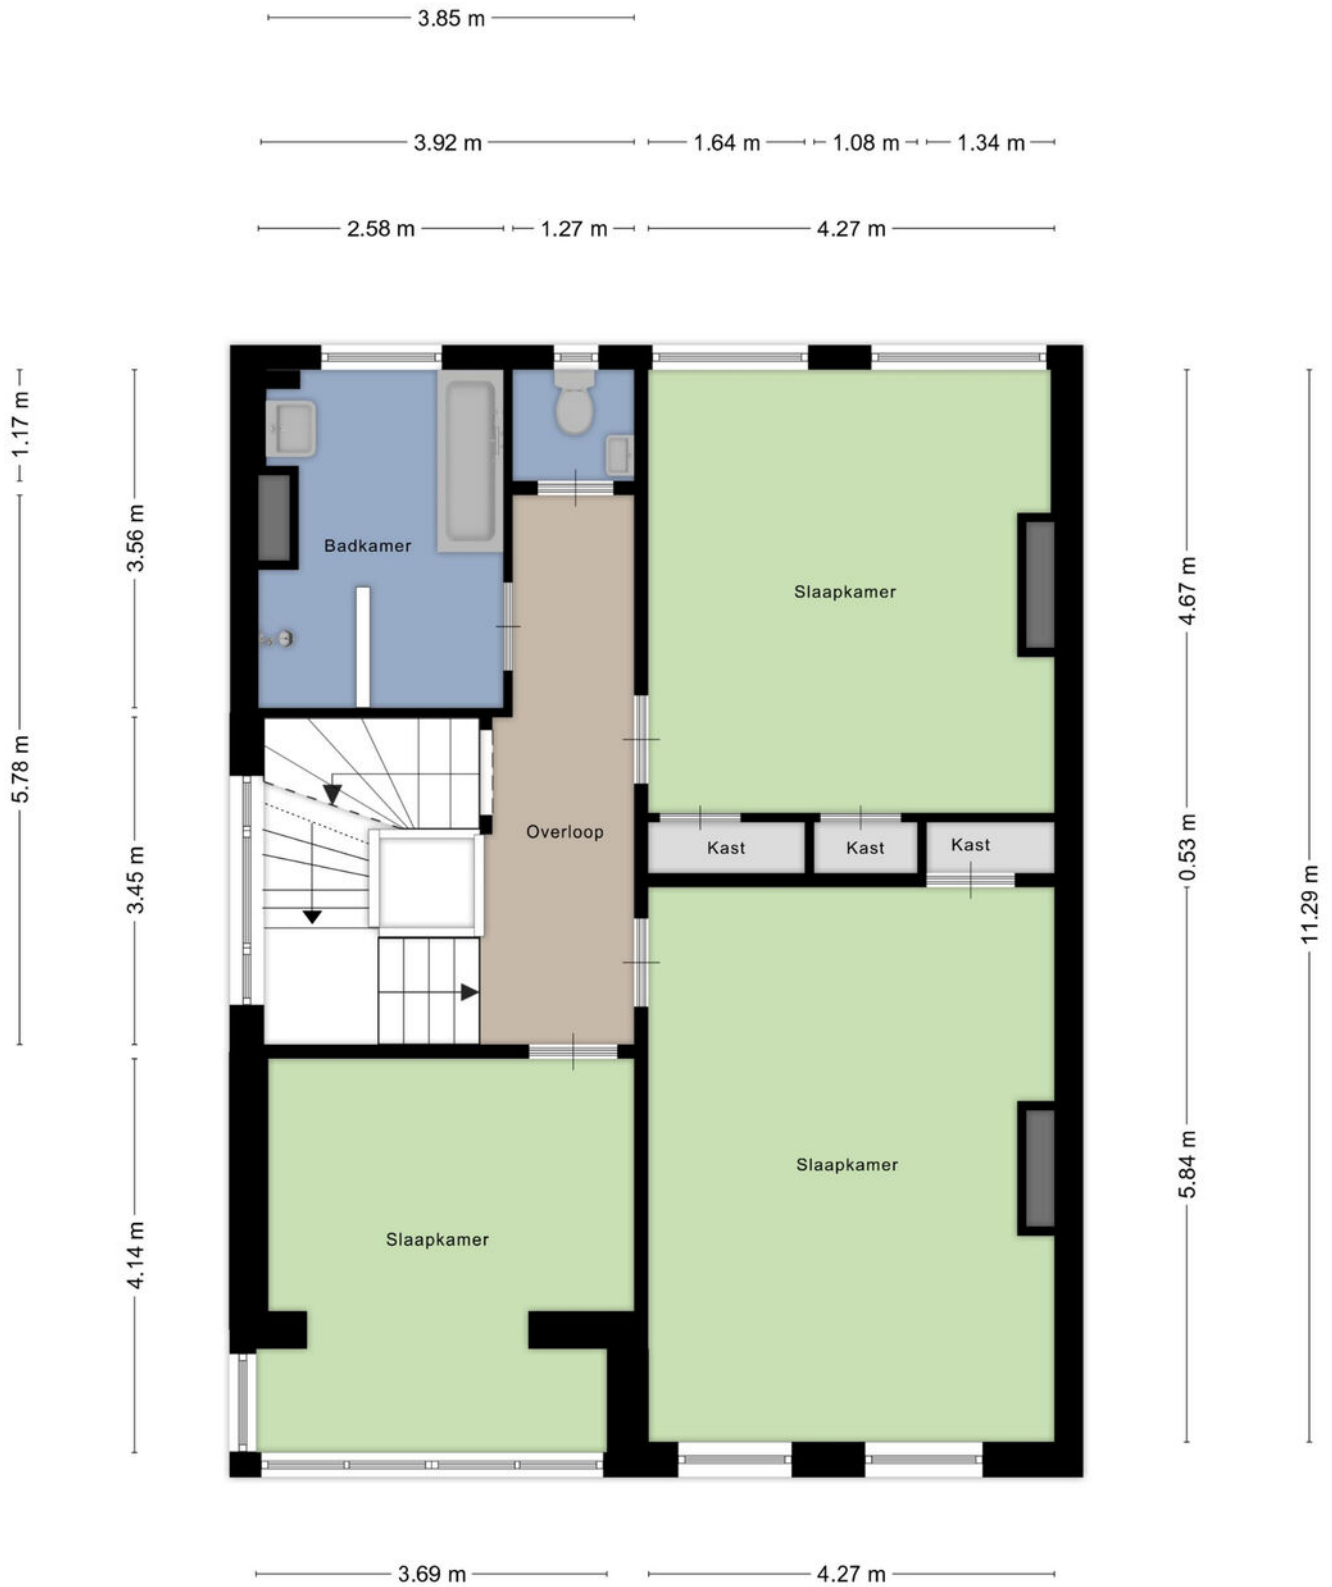 3.85 m
3.92 m
1.64 m
1.08 m
1.34 m
2.58 m
1.27 m
4.27 m
1.17 m
3.56 m
5.78 m
3.45 m
4.14 m
Badkamer
Slaapkamer
Overloop
Kast
Kast
Kast
Slaapkamer
Slaapkamer
4.67 m
0.53 m
11.29 m
5.84 m
3.69 m
4.27 m